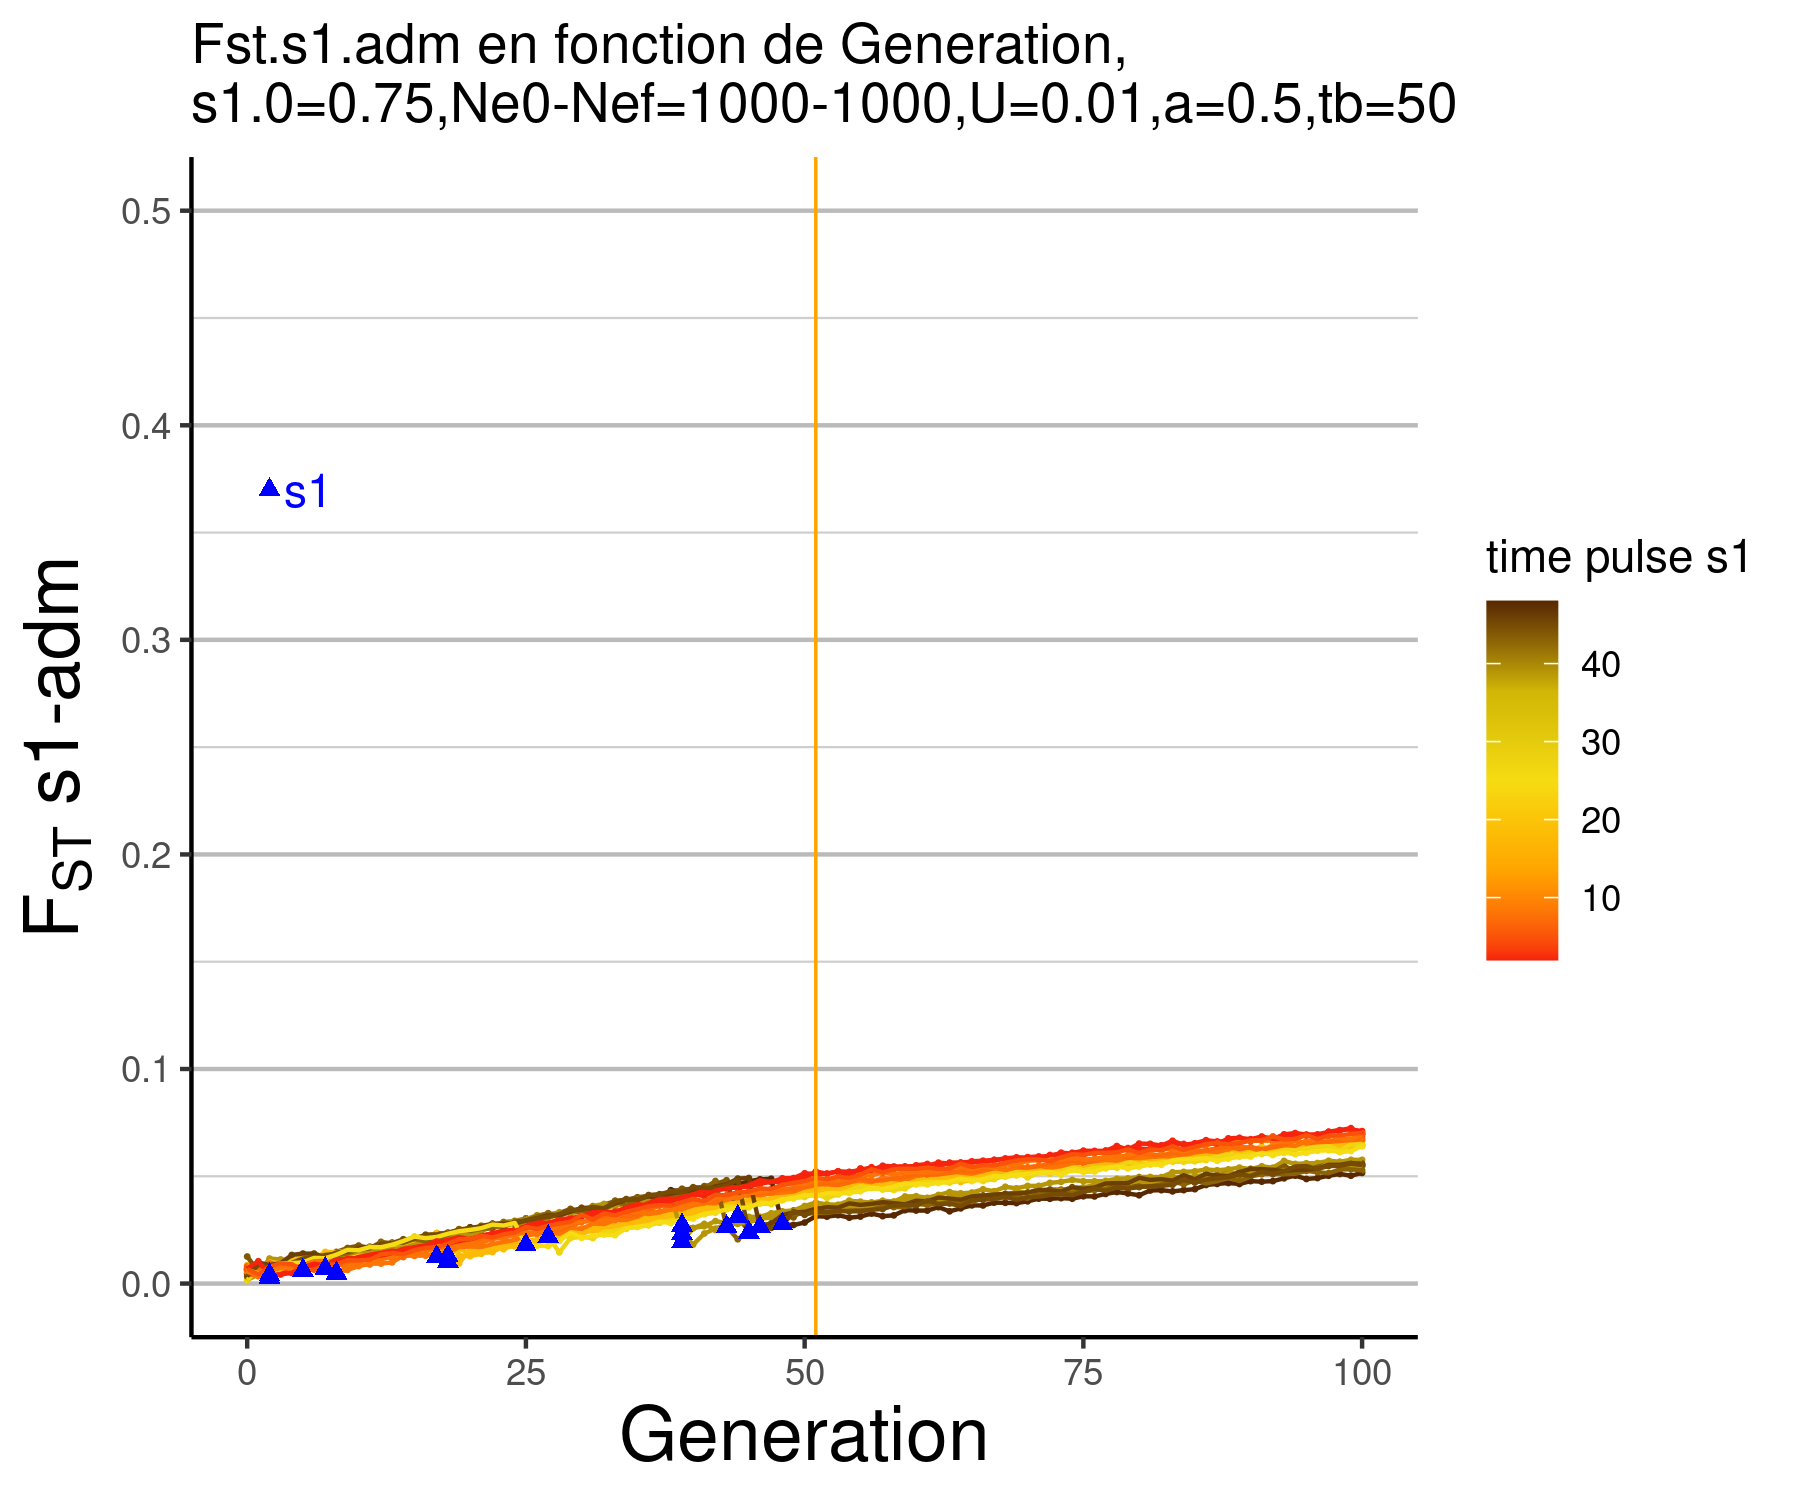 Fst.s1.adm en fonction de Generation,
s1.0=0.75,Ne0-Nef=1000-1000,U=0.01,a=0.5,tb=50
0.5
0.4
0.3
0.2
0.1
0.0
FST s1-adm
s1
0
25
50
75
100
Generation
time pulse s1
40
30
20
10